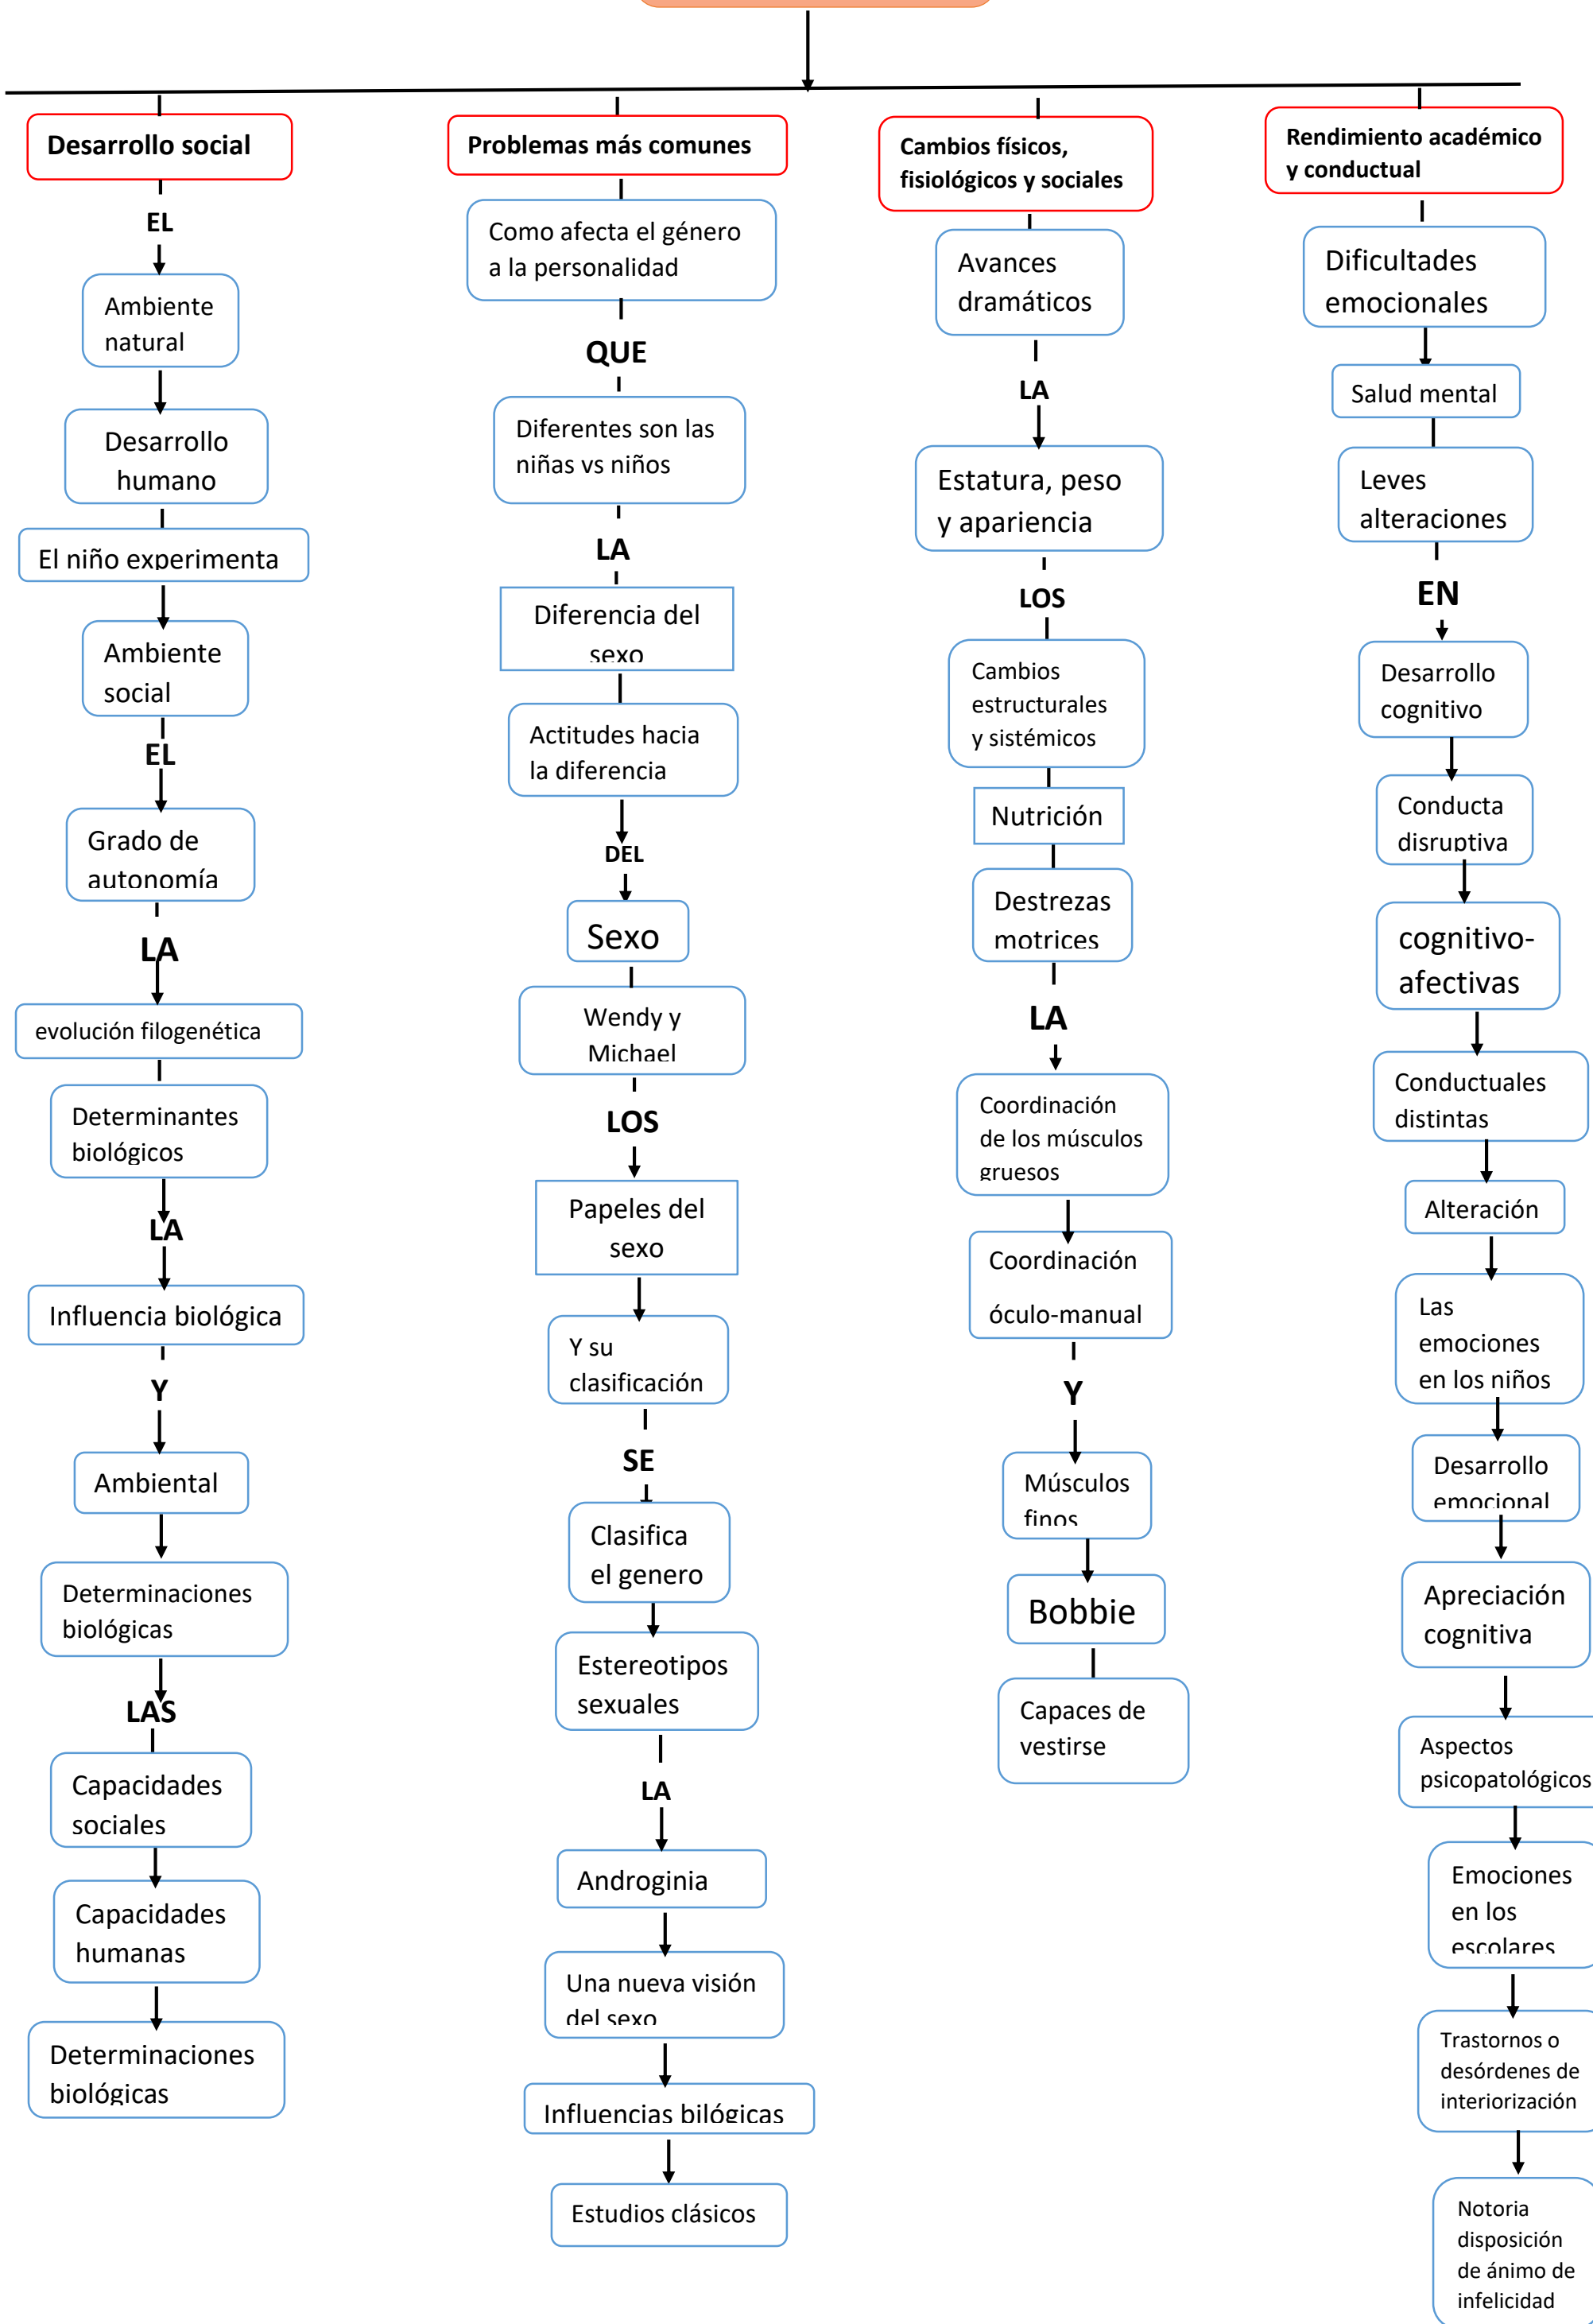 Desarrollo social
EL
Ambiente
natural
Desarrollo
humano
El niño experimenta
Ambiente
social
EL
Grado de
autonomía
LA
evolución filogenética
Determinantes
biológicos
LA
Influencia biológica
Y
Ambiental
Determinaciones
biológicas
LAS
Capacidades
sociales
Capacidades
humanas
Determinaciones
biológicas
Problemas más comunes
Como afecta el género
a la personalidad
QUE
Diferentes son las
niñas vs niños
LA
Diferencia del
sexo
Actitudes hacia
la diferencia
DEL
Sexo
Wendy y
Michael
LOS
Papeles del
sexo
Y su
clasificación
SE
Clasifica
el genero
Estereotipos
sexuales
LA
Androginia
Una nueva visión
del sexo
Influencias bilógicas
Estudios clásicos
Cambios físicos,
fisiológicos y sociales
Avances
dramáticos
LA
Estatura, peso
y apariencia
LOS
Cambios
estructurales
y sistémicos
Nutrición
Destrezas
motrices
LA
Coordinación
de los músculos
gruesos
Coordinación
óculo-manual
Y
Músculos
finos
Bobbie
Capaces de
vestirse
Rendimiento académico
y conductual
Dificultades
emocionales
Salud mental
Leves
alteraciones
EN
Desarrollo
cognitivo
Conducta
disruptiva
cognitivo-
afectivas
Conductuales
distintas
Alteración
Las
emociones
en los niños
Desarrollo
emocional
Apreciación
cognitiva
Aspectos
psicopatológicos
Emociones
en los
escolares
Trastornos o
desórdenes de
interiorización
Notoria
disposición
de ánimo de
infelicidad